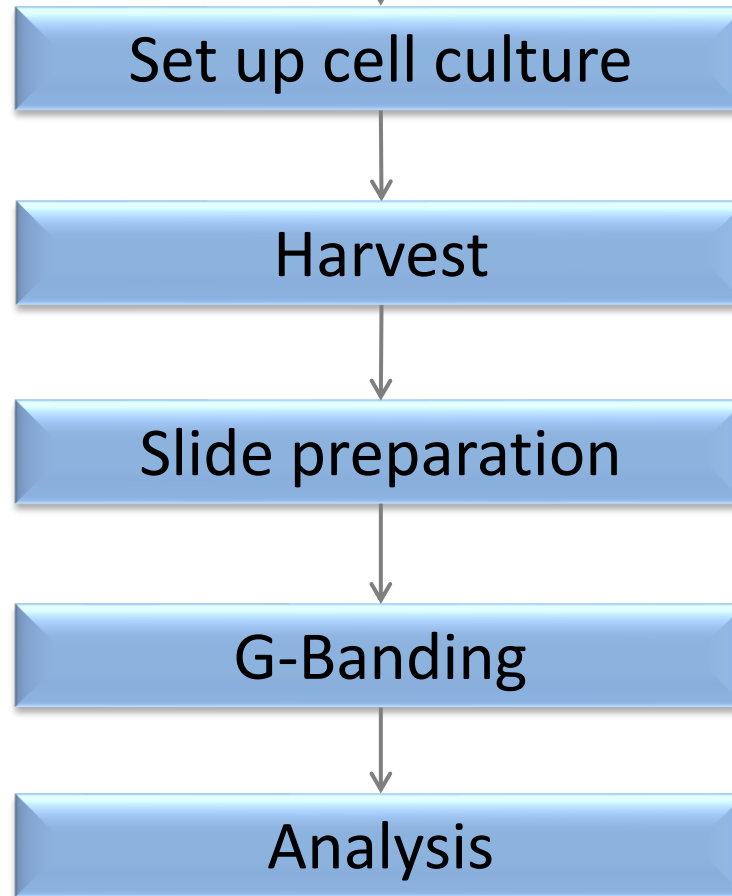 Set up cell culture
Harvest
Slide preparation
G-Banding
Analysis